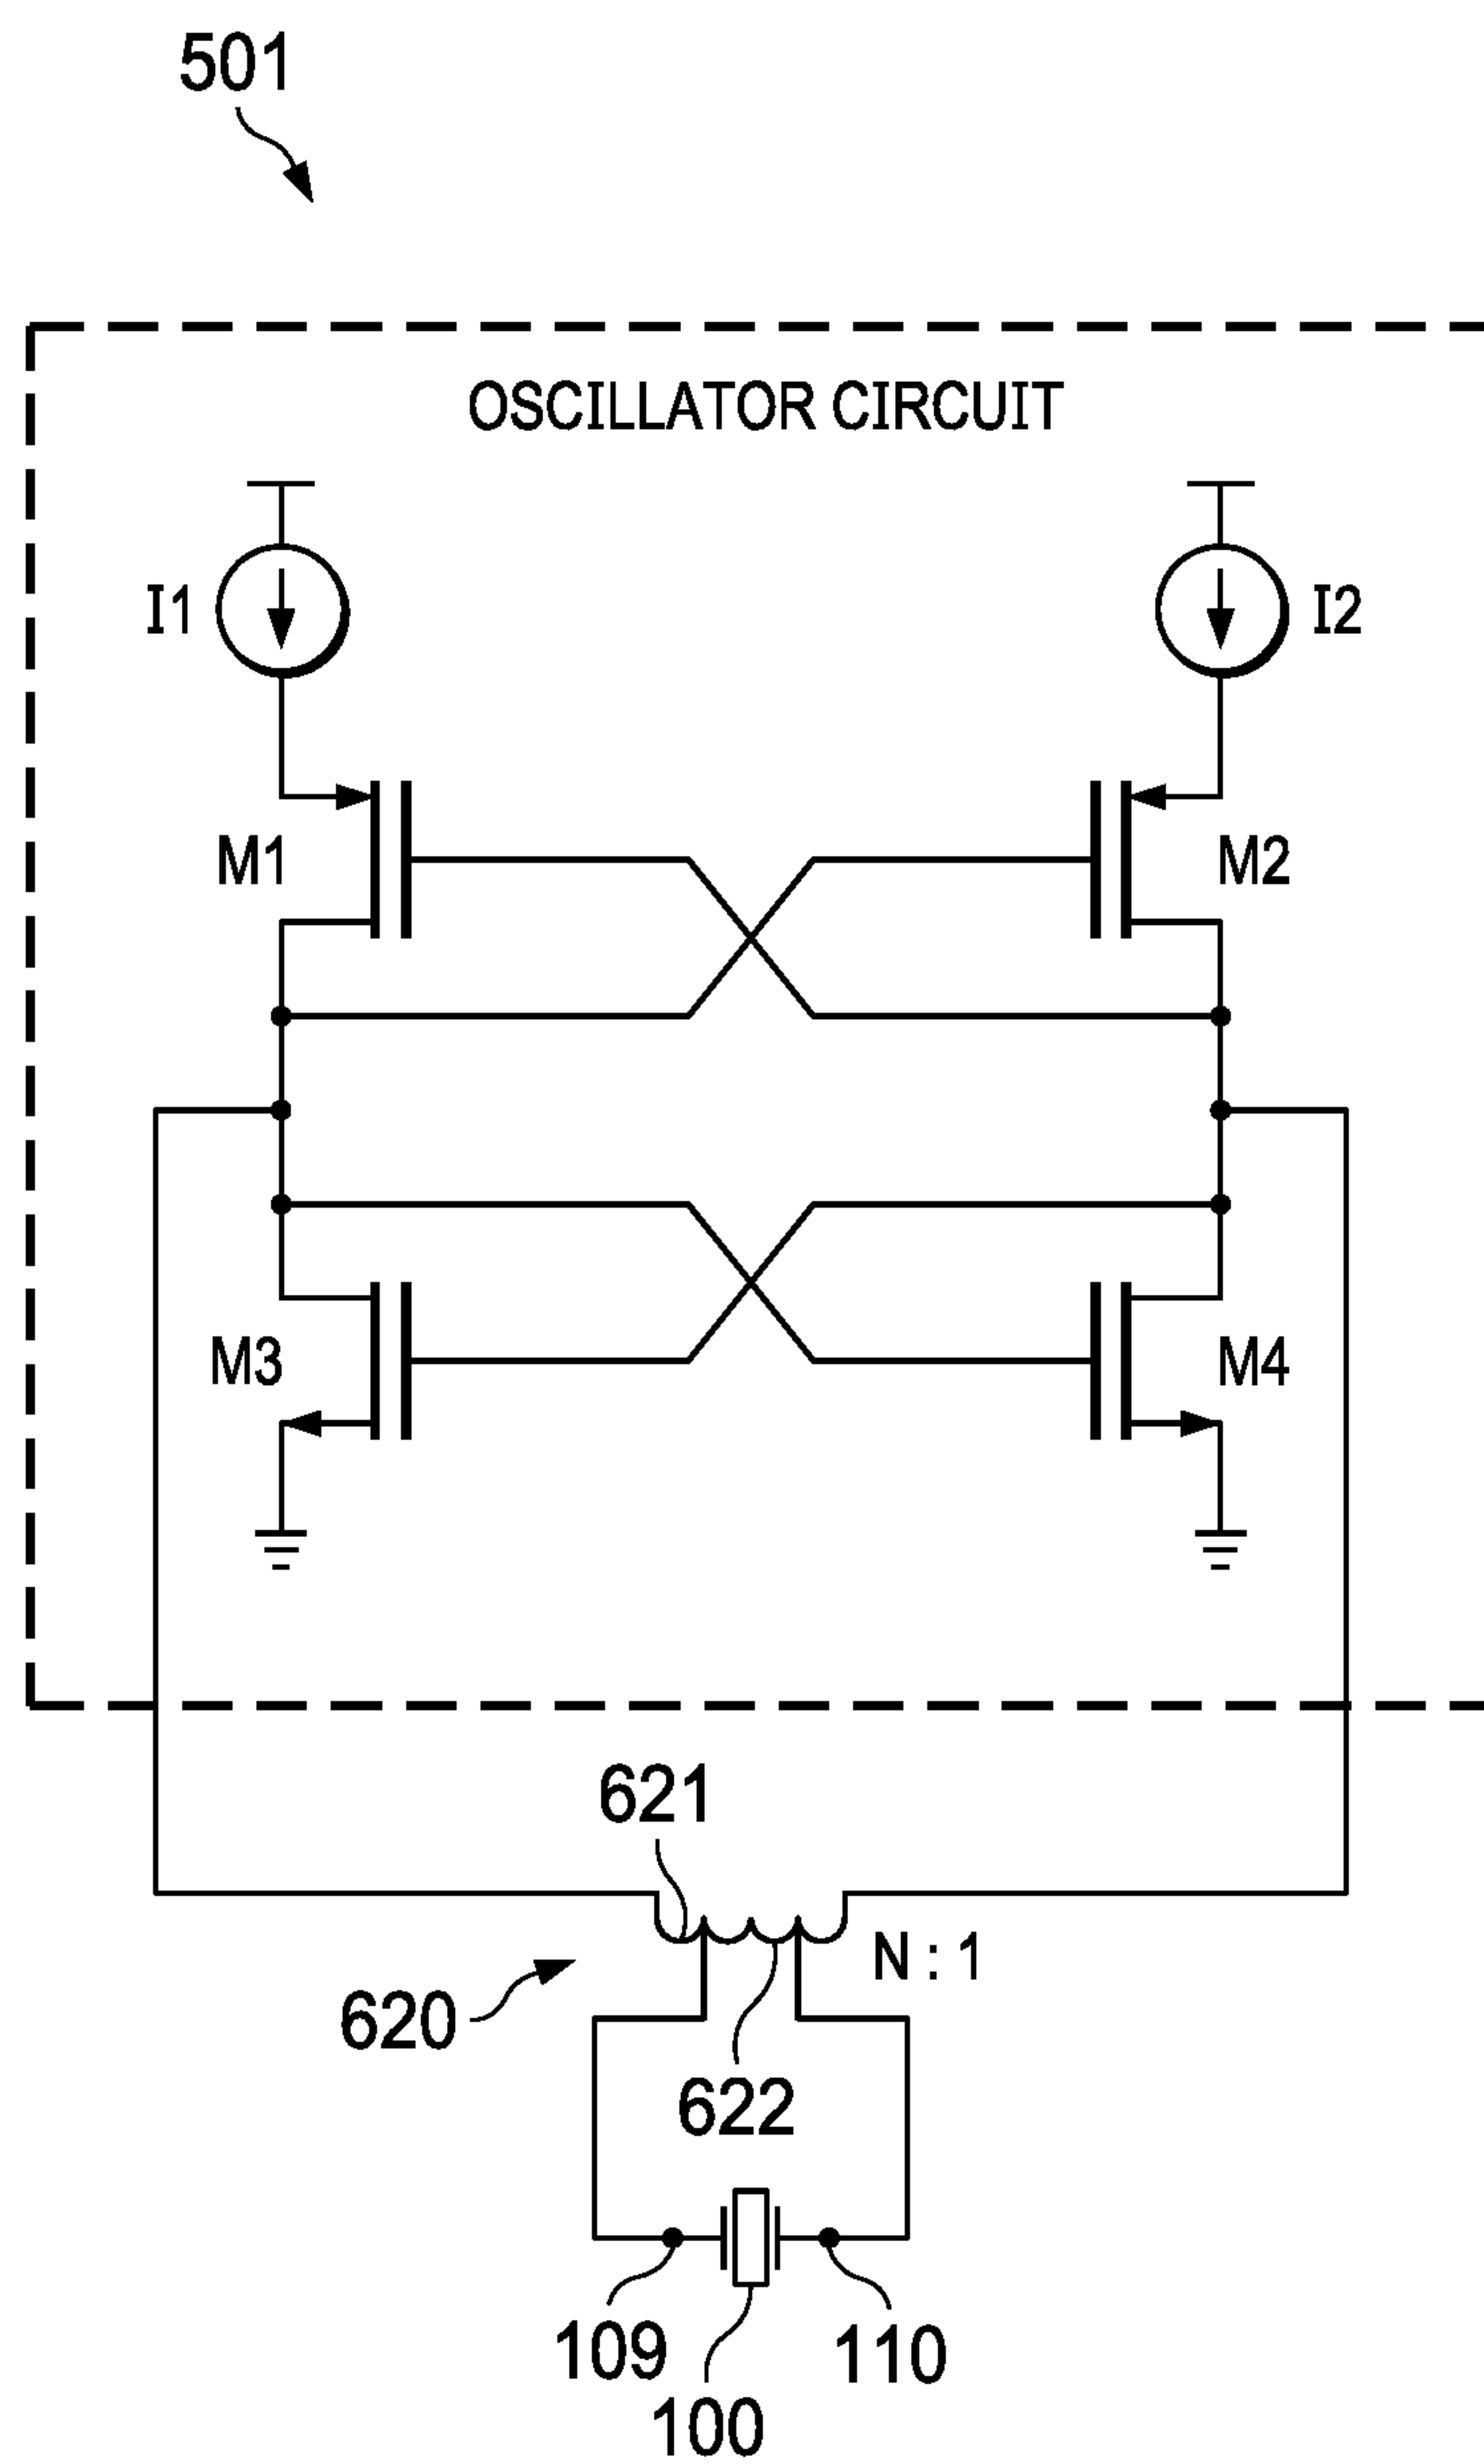 501
OSCILLATOR CIRCUIT
I1
I2
M1
M2
M3
M4
621
N : 1
620
622
109
110
100